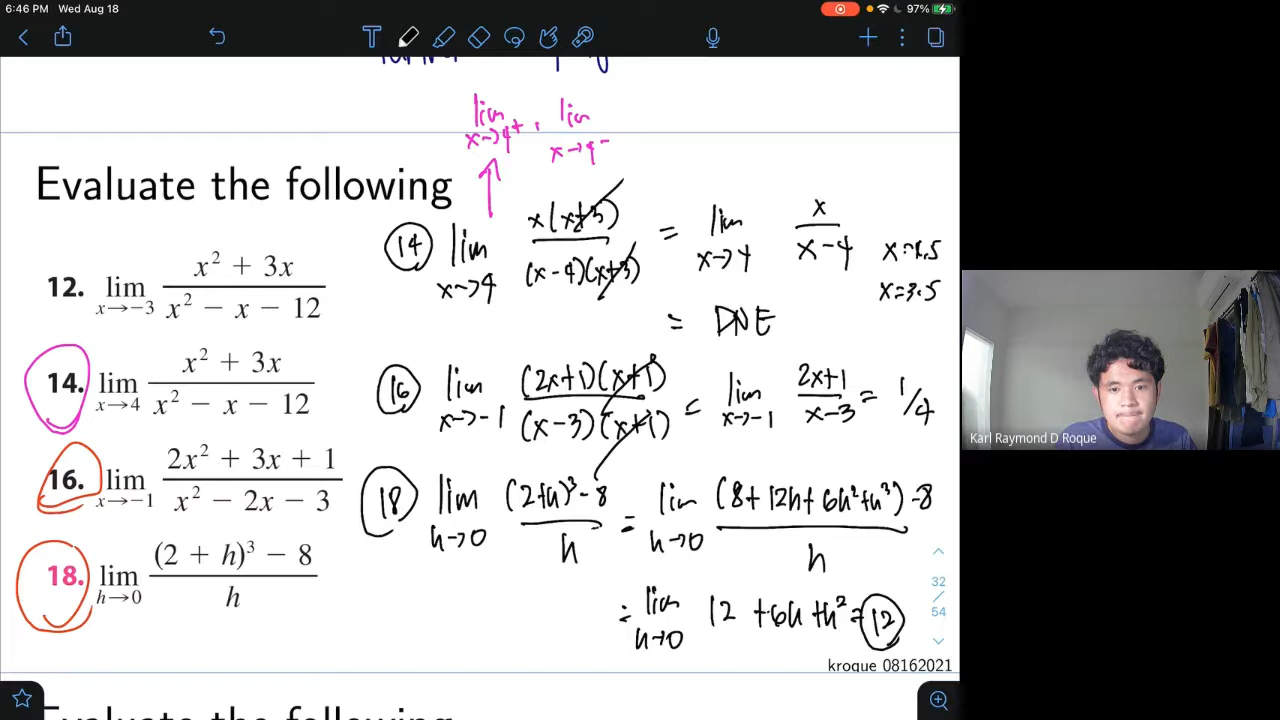 6:46 PM Wed Aug 18
97%
lim x→4⁺ , lim x→4⁻
Evaluate the following
12. lim x→−3 (x² + 3x)/(x² − x − 12)
14. lim x→4 (x² + 3x)/(x² − x − 12)
16. lim x→−1 (2x² + 3x + 1)/(x² − 2x − 3)
18. lim h→0 ((2 + h)³ − 8)/h
14 lim x→4 x(x+3)/((x−4)(x+3)) = lim x→4 x/(x−4)
x=4.5
x=3.5
= DNE
16 lim x→−1 (2x+1)(x+1)/((x−3)(x+1)) = lim x→−1 (2x+1)/(x−3) = 1/4
18 lim h→0 ((2+h)³−8)/h = lim h→0 ((8+12h+6h²+h³)−8)/h
= lim h→0 12+6h+h² = 12
32
/
54
kroque 08162021
Evaluate the following
Karl Raymond D Roque